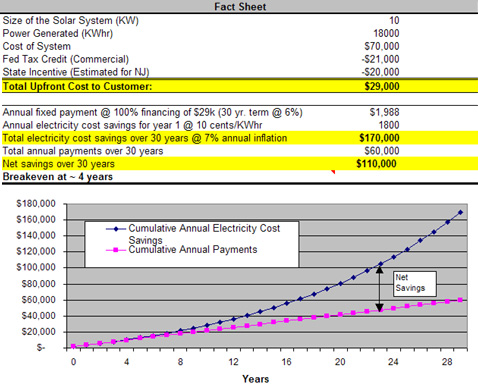 Fact Sheet
Size of the Solar System (KW) 10
Power Generated (KWhr) 18000
Cost of System $70,000
Fed Tax Credit (Commercial) -$21,000
State Incentive (Estimated for NJ) -$20.000
Total Upfront Cost to Customer: $29,000
Annual fixed payment @ 100% financing of $29k (30 yr. term @ 6%) $1,988
Annual electricity cost savings for year 1 @ 10 cents/KWhr 1800
Total electricity cost savings over 30 years @ 7% annual inflation $170,000
Total annual payments over 30 years $60,000
Net savings over 30 years $110,000
Breakeven at ~ 4 years
$180,000
$160,000
$140,000
$120,000
$100,000
$80,000
$60,000
$40,000
$20,000
$-
Cumulative Annual Electricity Cost
Savings
Cumulative Annual Payments
Net
Savings
0 4 8 12 16 20 24 28
Years